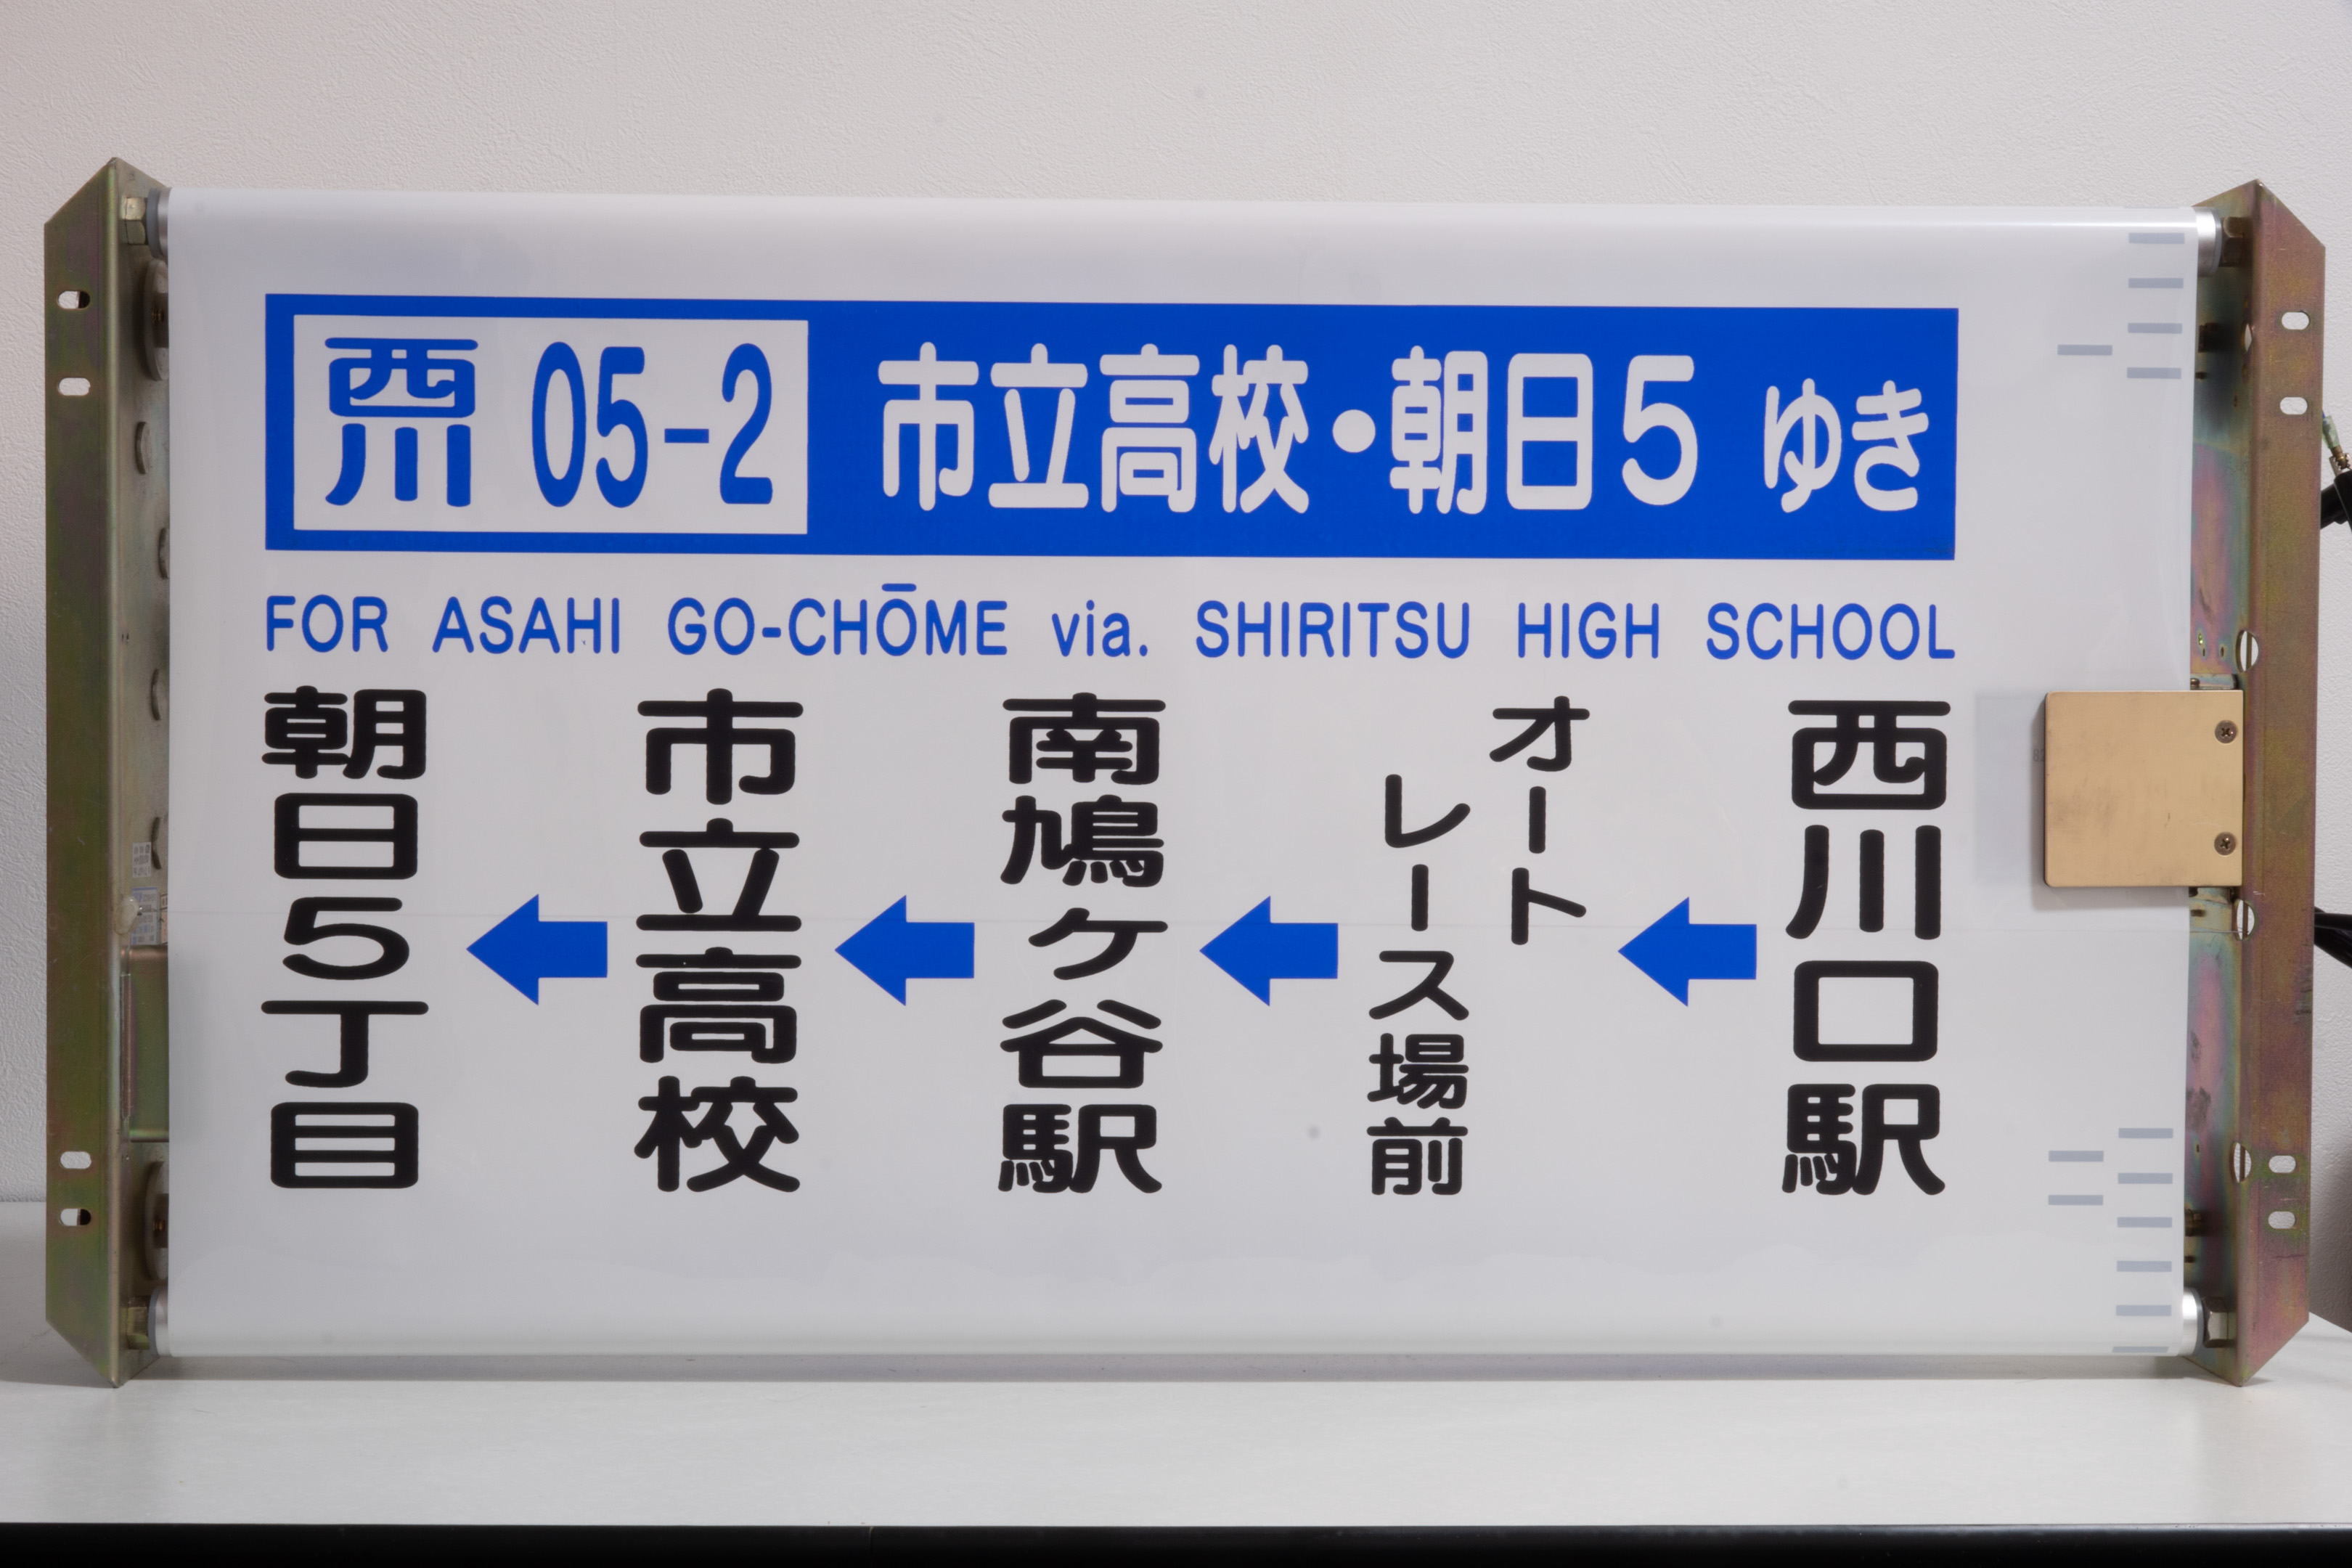 西川 05-2 市立高校・朝日5 ゆき
FOR ASAHI GO-CHŌME via. SHIRITSU HIGH SCHOOL
西川口駅
オート
レース場前
南鳩ヶ谷駅
市立高校
朝日5丁目